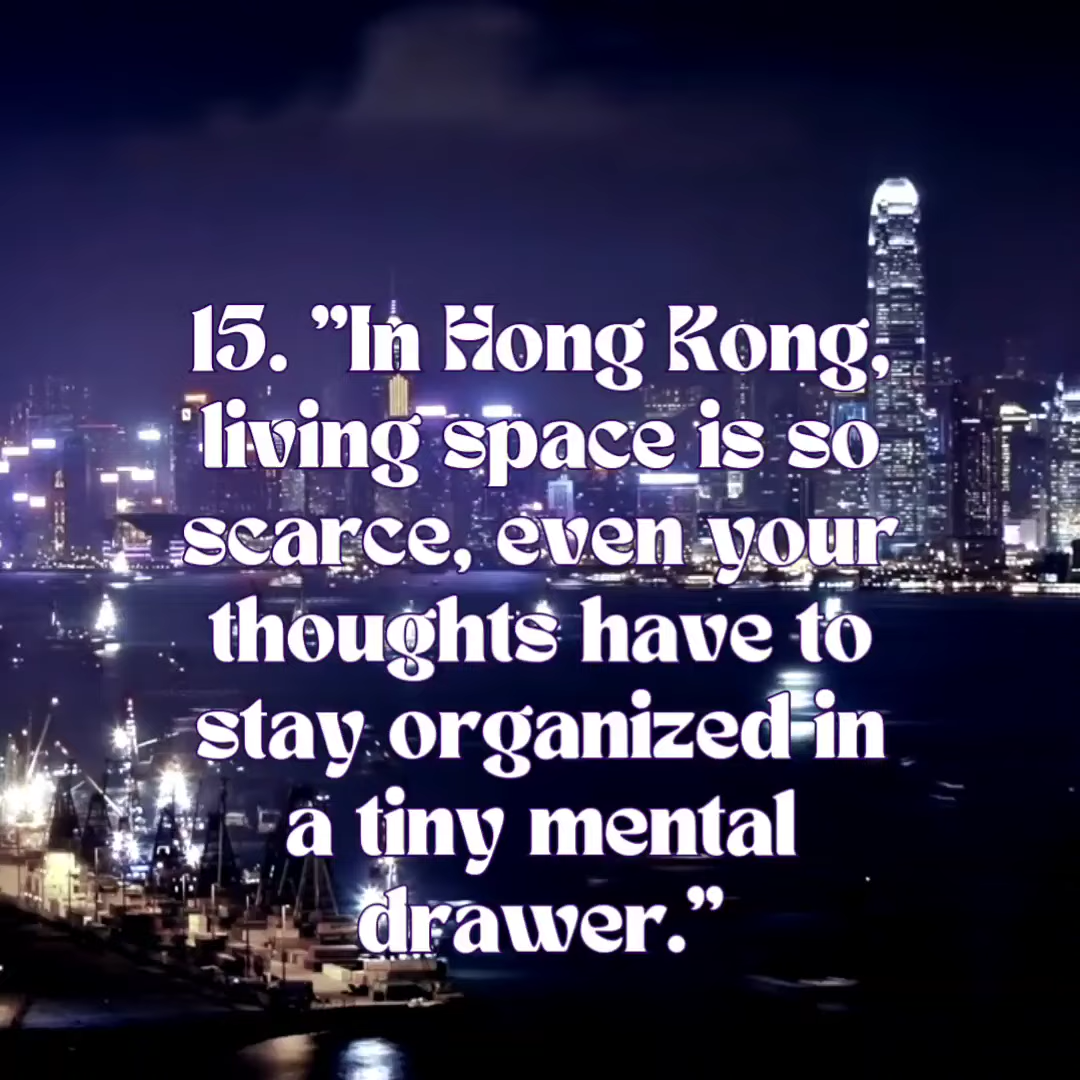 15. ”In Hong Kong,
living space is so
scarce, even your
thoughts have to
stay organized in
a tiny mental
drawer.”